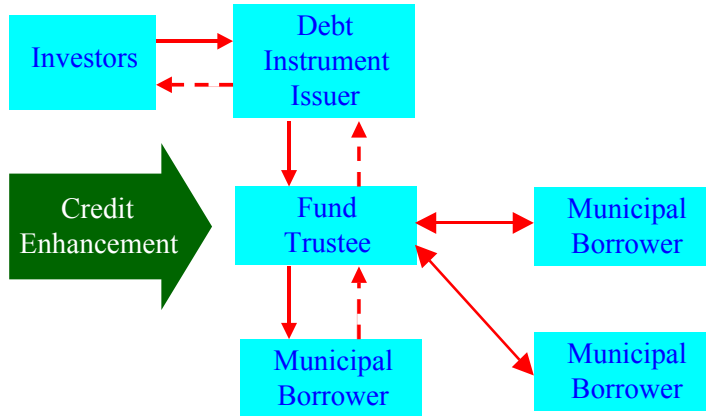 Investors
Debt
Instrument
Issuer
Credit
Enhancement
Fund
Trustee
Municipal
Borrower
Municipal
Borrower
Municipal
Borrower